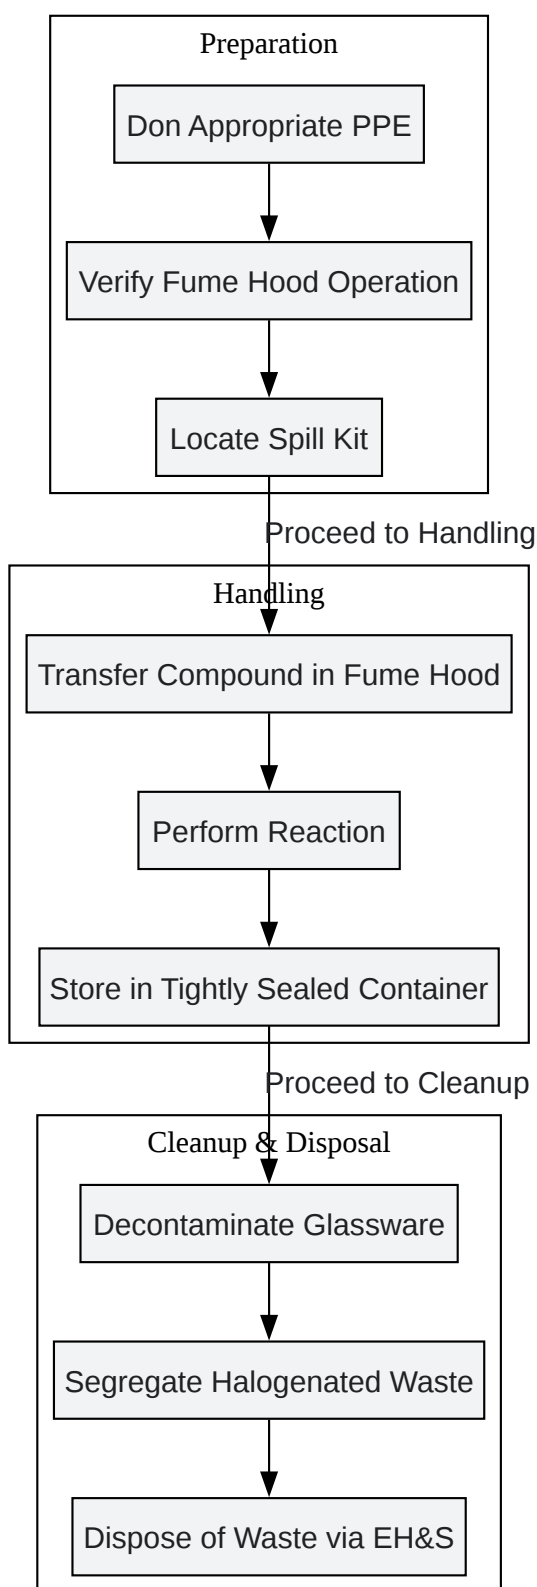 Preparation
Don Appropriate PPE
Verify Fume Hood Operation
Locate Spill Kit
Proceed to Handling
Handling
Transfer Compound in Fume Hood
Perform Reaction
Store in Tightly Sealed Container
Proceed to Cleanup
Cleanup & Disposal
Decontaminate Glassware
Segregate Halogenated Waste
Dispose of Waste via EH&S